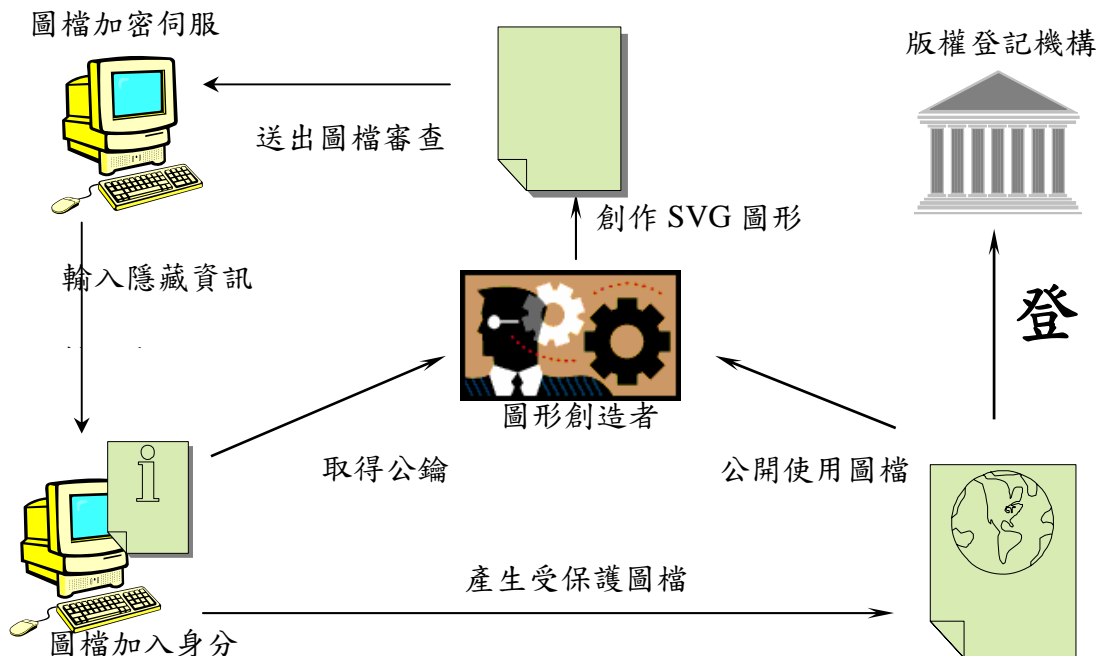 圖檔加密伺服
版權登記機構
送出圖檔審查
創作 SVG 圖形
輸入隱藏資訊
登
圖形創造者
取得公鑰
公開使用圖檔
產生受保護圖檔
圖檔加入身分